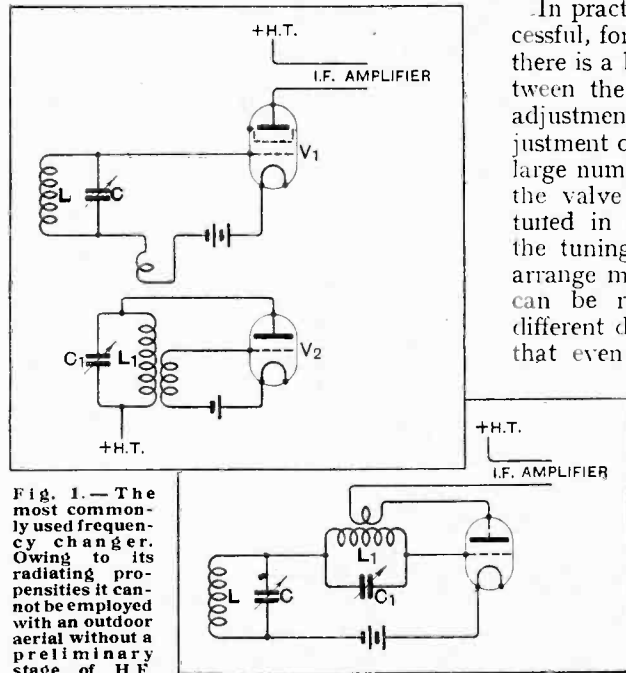 +H.T.
I.F. AMPLIFIER
V1
L
C
C1
L1
V2
+H.T.
In pract
cessful, for
there is a l
tween the
adjustmen
justment o
large num
the valve
tuned in
the tuning
arrange m
can be r
different d
that even
Fig. 1.— The
most common-
ly used frequen-
cy changer.
Owing to its
radiating pro-
pensities it can-
not be employed
with an outdoor
aerial without a
preliminary
stage of H.F.
+H.T.
I.F. AMPLIFIER
L1
L
C
C1